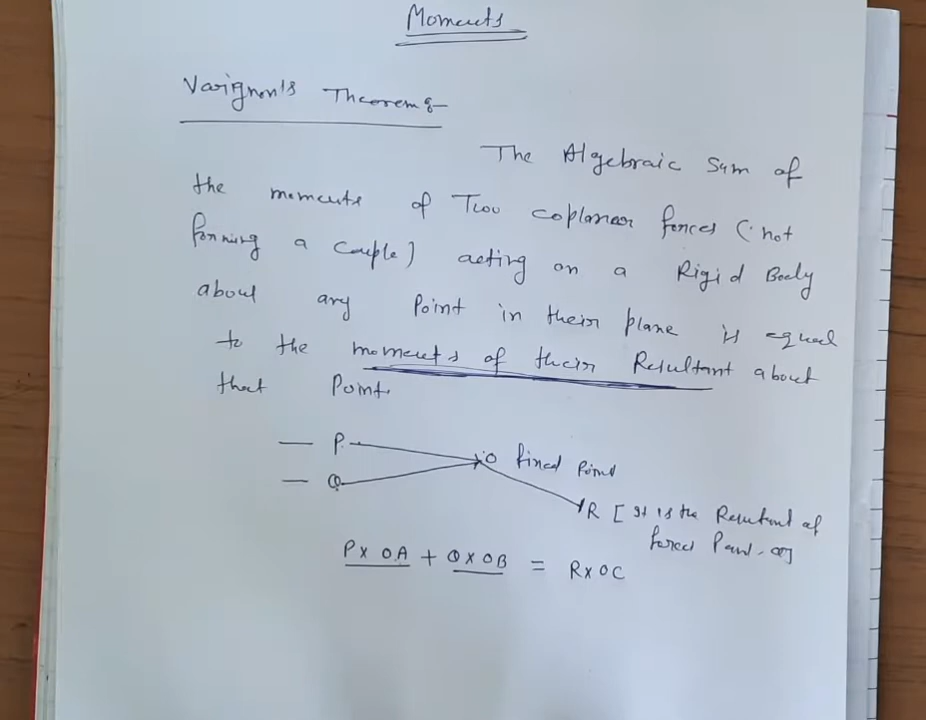 Moments
Varignon's Theorem :-
The Algebraic Sum of
the moments of Two coplanar forces (not
forming a couple) acting on a Rigid Body
about any Point in their plane is equal
to the moments of their Resultant about
that Point.
— P
O fixed Point
— Q
R [It is the Resultant of
forces P and Q]
P x OA + Q x OB = R x OC